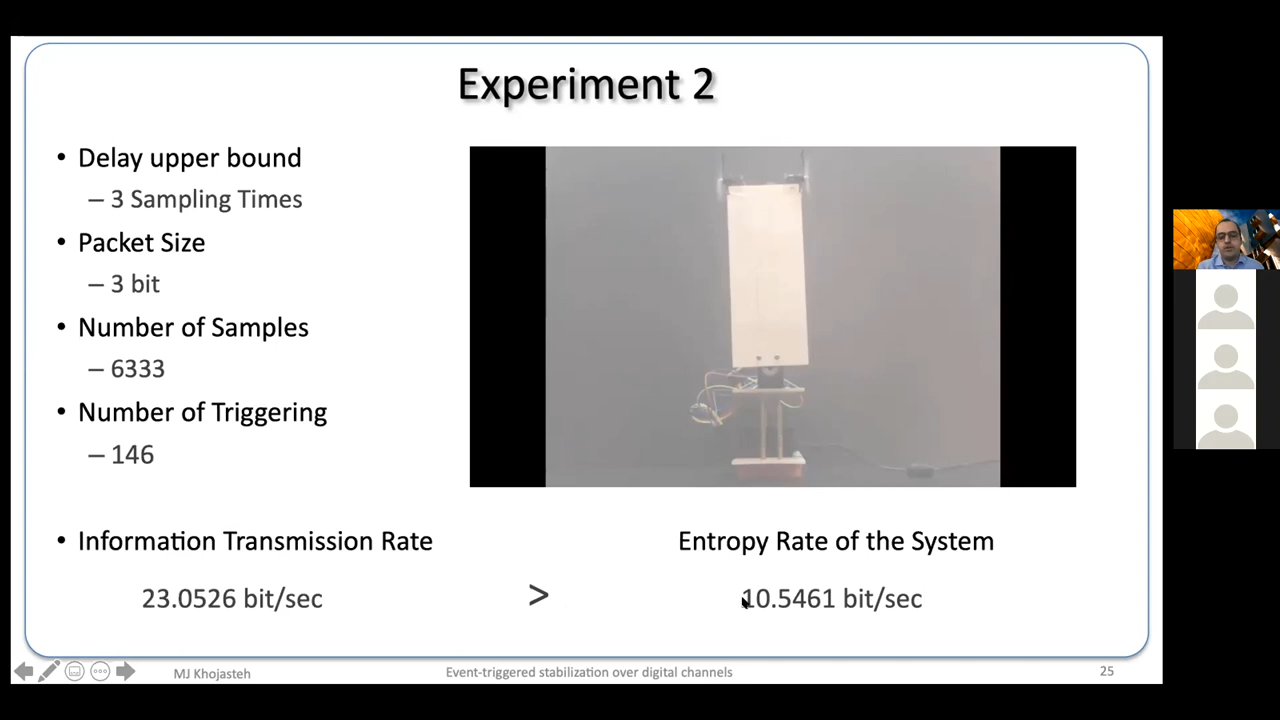 Experiment 2
• Delay upper bound
– 3 Sampling Times
• Packet Size
– 3 bit
• Number of Samples
– 6333
• Number of Triggering
– 146
• Information Transmission Rate
Entropy Rate of the System
23.0526 bit/sec > 10.5461 bit/sec
MJ Khojasteh
Event-triggered stabilization over digital channels
25